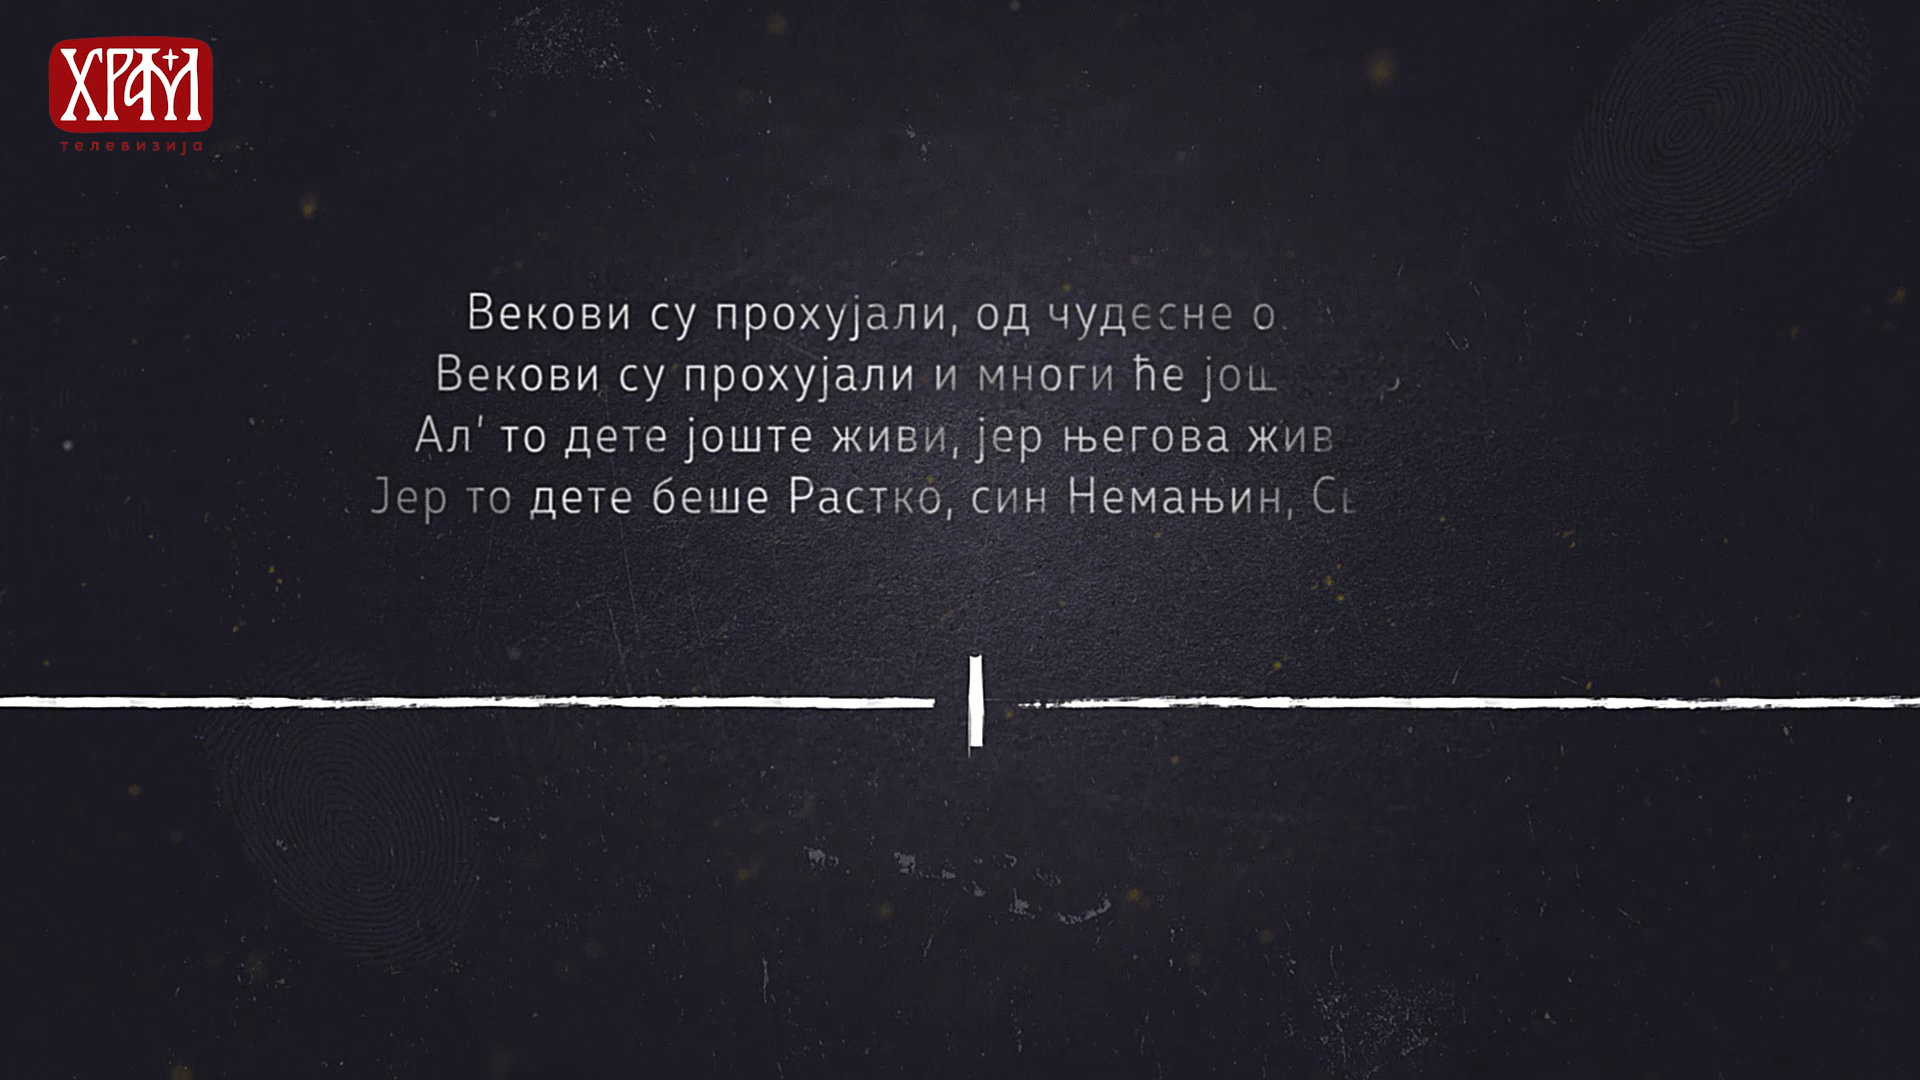 ХРАМ
телевизија
Векови су прохујали, од чудесне
Векови су прохујали и многи ће још
Ал' то дете јоште живи, јер његова
Јер то дете беше Растко, син Немањин,